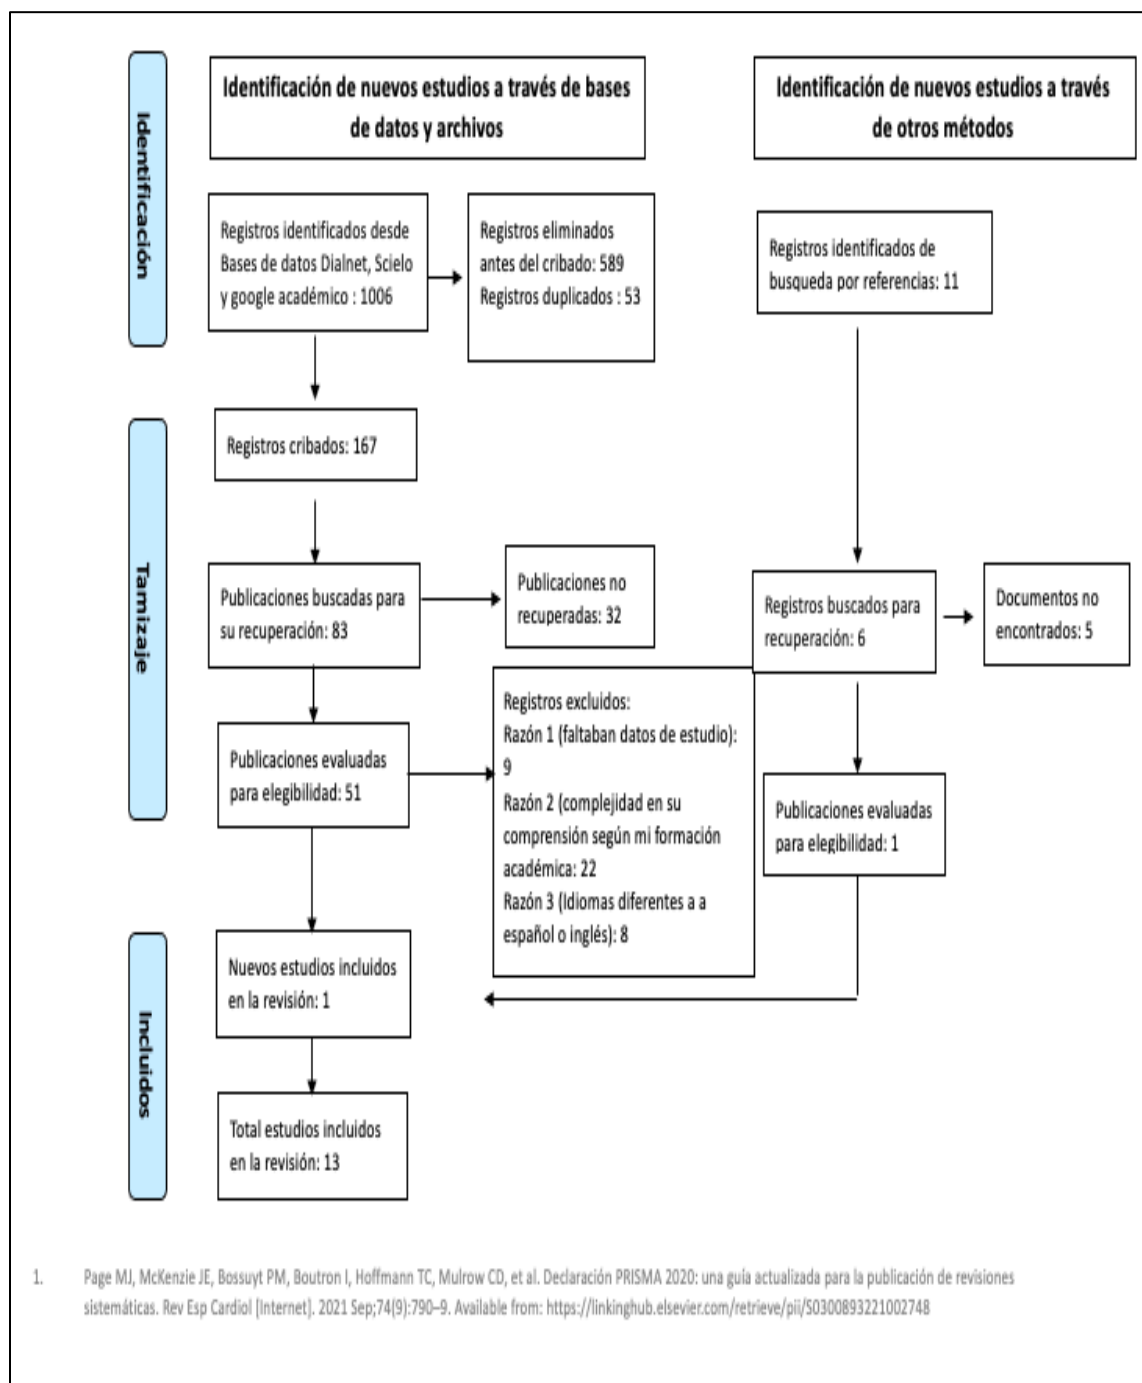 Identificación
Identificación de nuevos estudios a través de bases
de datos y archivos
Identificación de nuevos estudios a través
de otros métodos
Registros identificados desde
Bases de datos Dialnet, Scielo
y google académico : 1006
Registros eliminados
antes del cribado: 589
Registros duplicados : 53
Registros identificados de
busqueda por referencias: 11
Tamizaje
Registros cribados: 167
Publicaciones buscadas para
su recuperación: 83
Publicaciones no
recuperadas: 32
Registros buscados para
recuperación: 6
Documentos no
encontrados: 5
Publicaciones evaluadas
para elegibilidad: 51
Registros excluidos:
Razón 1 (faltaban datos de estudio):
9
Razón 2 (complejidad en su
comprensión según mi formación
académica: 22
Razón 3 (Idiomas diferentes a a
español o inglés): 8
Publicaciones evaluadas
para elegibilidad: 1
Incluidos
Nuevos estudios incluidos
en la revisión: 1
Total estudios incluidos
en la revisión: 13
1. Page MJ, McKenzie JE, Bossuyt PM, Boutron I, Hoffmann TC, Mulrow CD, et al. Declaración PRISMA 2020: una guía actualizada para la publicación de revisiones
sistemáticas. Rev Esp Cardiol [Internet]. 2021 Sep;74(9):790–9. Available from: https://linkinghub.elsevier.com/retrieve/pii/S0300893221002748